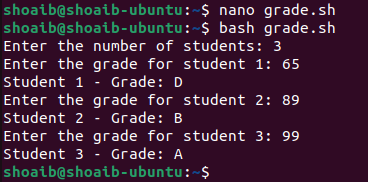 shoaib@shoaib-ubuntu:~$ nano grade.sh
shoaib@shoaib-ubuntu:~$ bash grade.sh
Enter the number of students: 3
Enter the grade for student 1: 65
Student 1 - Grade: D
Enter the grade for student 2: 89
Student 2 - Grade: B
Enter the grade for student 3: 99
Student 3 - Grade: A
shoaib@shoaib-ubuntu:~$